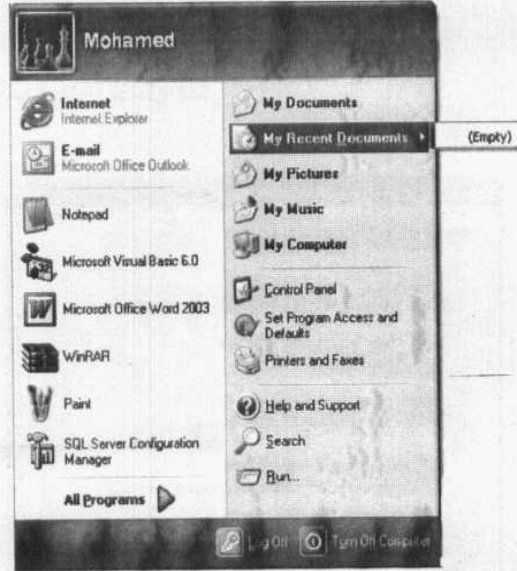 Mohamed
Internet
Internet Explorer
E-mail
Microsoft Office Outlook
Notepad
Microsoft Visual Basic 6.0
Microsoft Office Word 2003
WinRAR
Paint
SQL Server Configuration
Manager
All Programs
My Documents
My Recent Documents
(Empty)
My Pictures
My Music
My Computer
Control Panel
Set Program Access and
Defaults
Printers and Faxes
Help and Support
Search
Run...
Log Off
Turn Off Computer